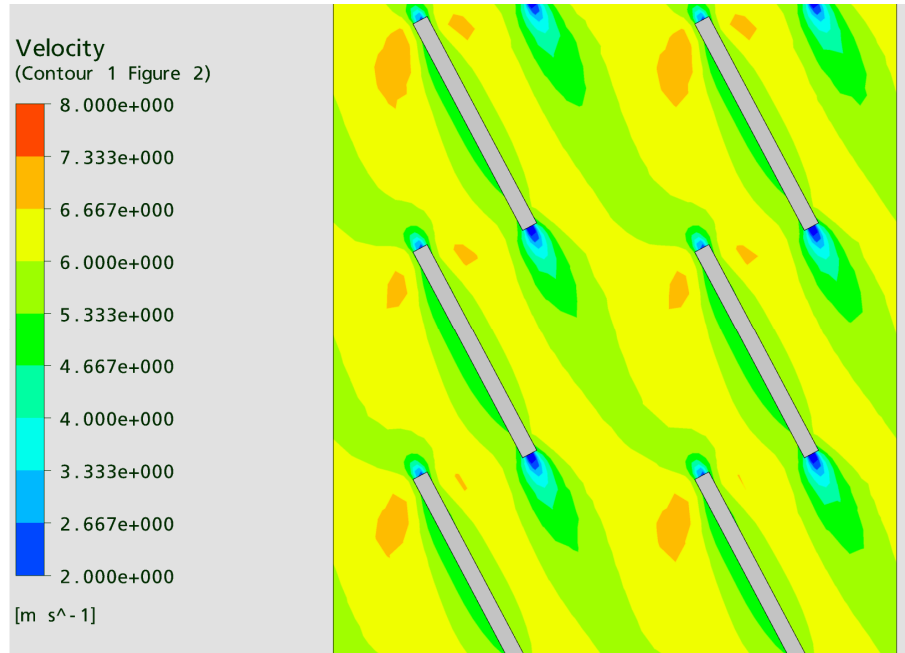 Velocity
(Contour 1 Figure 2)
8.000e+000
7.333e+000
6.667e+000
6.000e+000
5.333e+000
4.667e+000
4.000e+000
3.333e+000
2.667e+000
2.000e+000
[m s^-1]